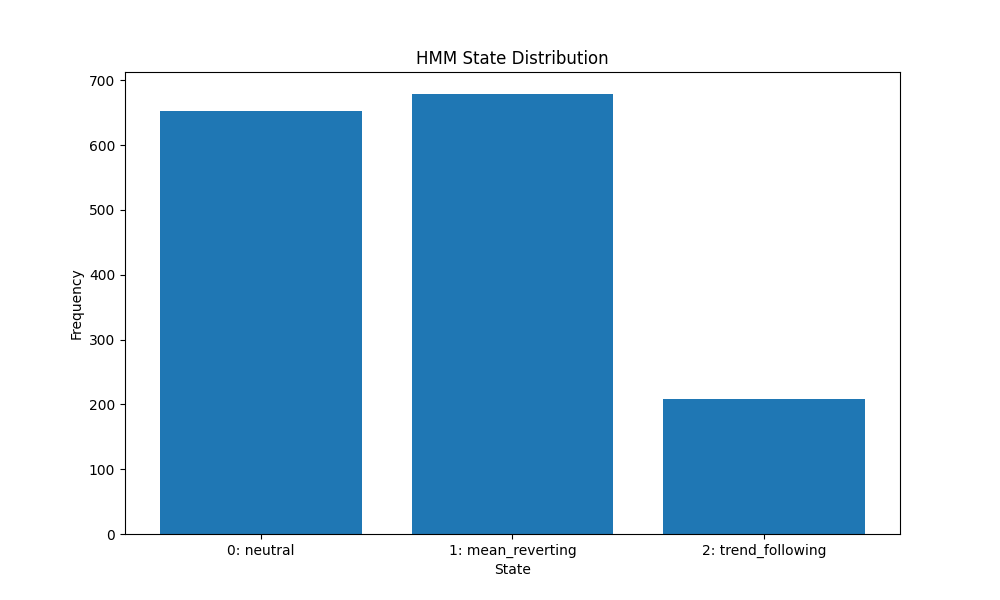 HMM State Distribution
Frequency
700
600
500
400
300
200
100
0
0: neutral
1: mean_reverting
2: trend_following
State